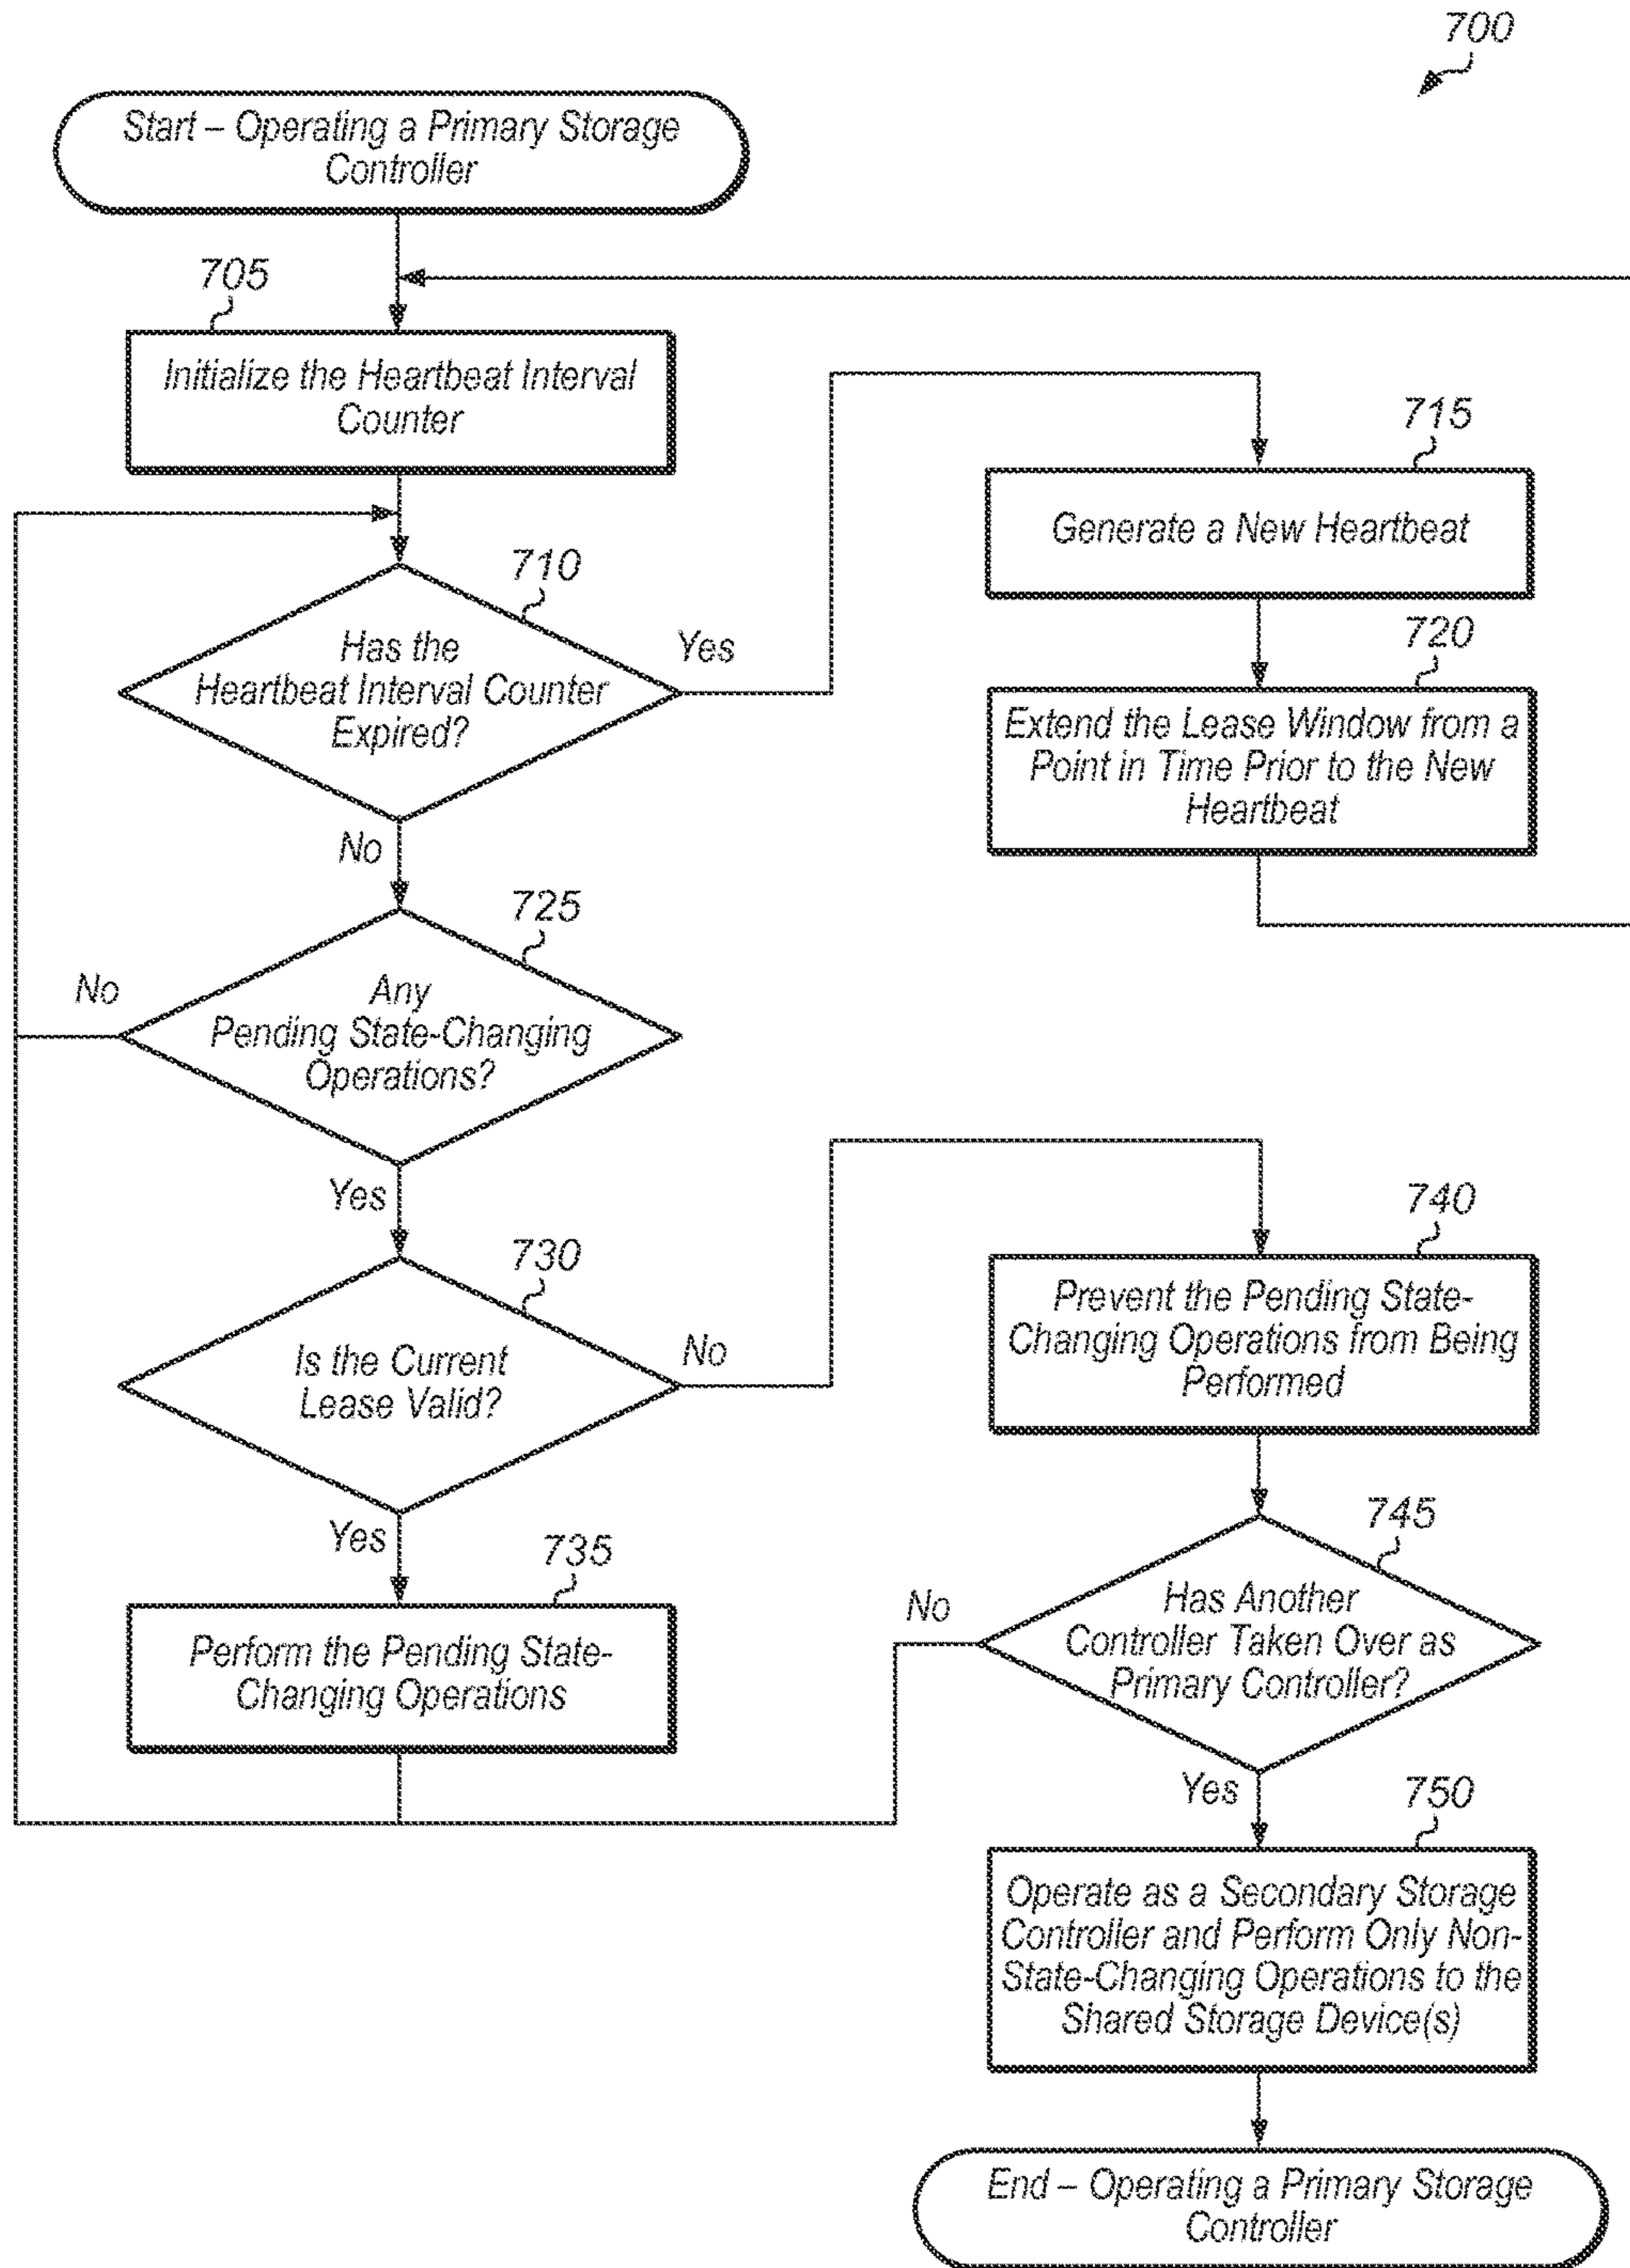 700
Start – Operating a Primary Storage
Controller
705
Initialize the Heartbeat Interval
Counter
715
Generate a New Heartbeat
710
Has the
Heartbeat Interval Counter
Expired?
Yes
No
720
Extend the Lease Window from a
Point in Time Prior to the New
Heartbeat
725
Any
Pending State-Changing
Operations?
No
Yes
730
Is the Current
Lease Valid?
No
Yes
740
Prevent the Pending State-
Changing Operations from Being
Performed
735
Perform the Pending State-
Changing Operations
745
Has Another
Controller Taken Over as
Primary Controller?
No
Yes
750
Operate as a Secondary Storage
Controller and Perform Only Non-
State-Changing Operations to the
Shared Storage Device(s)
End – Operating a Primary Storage
Controller